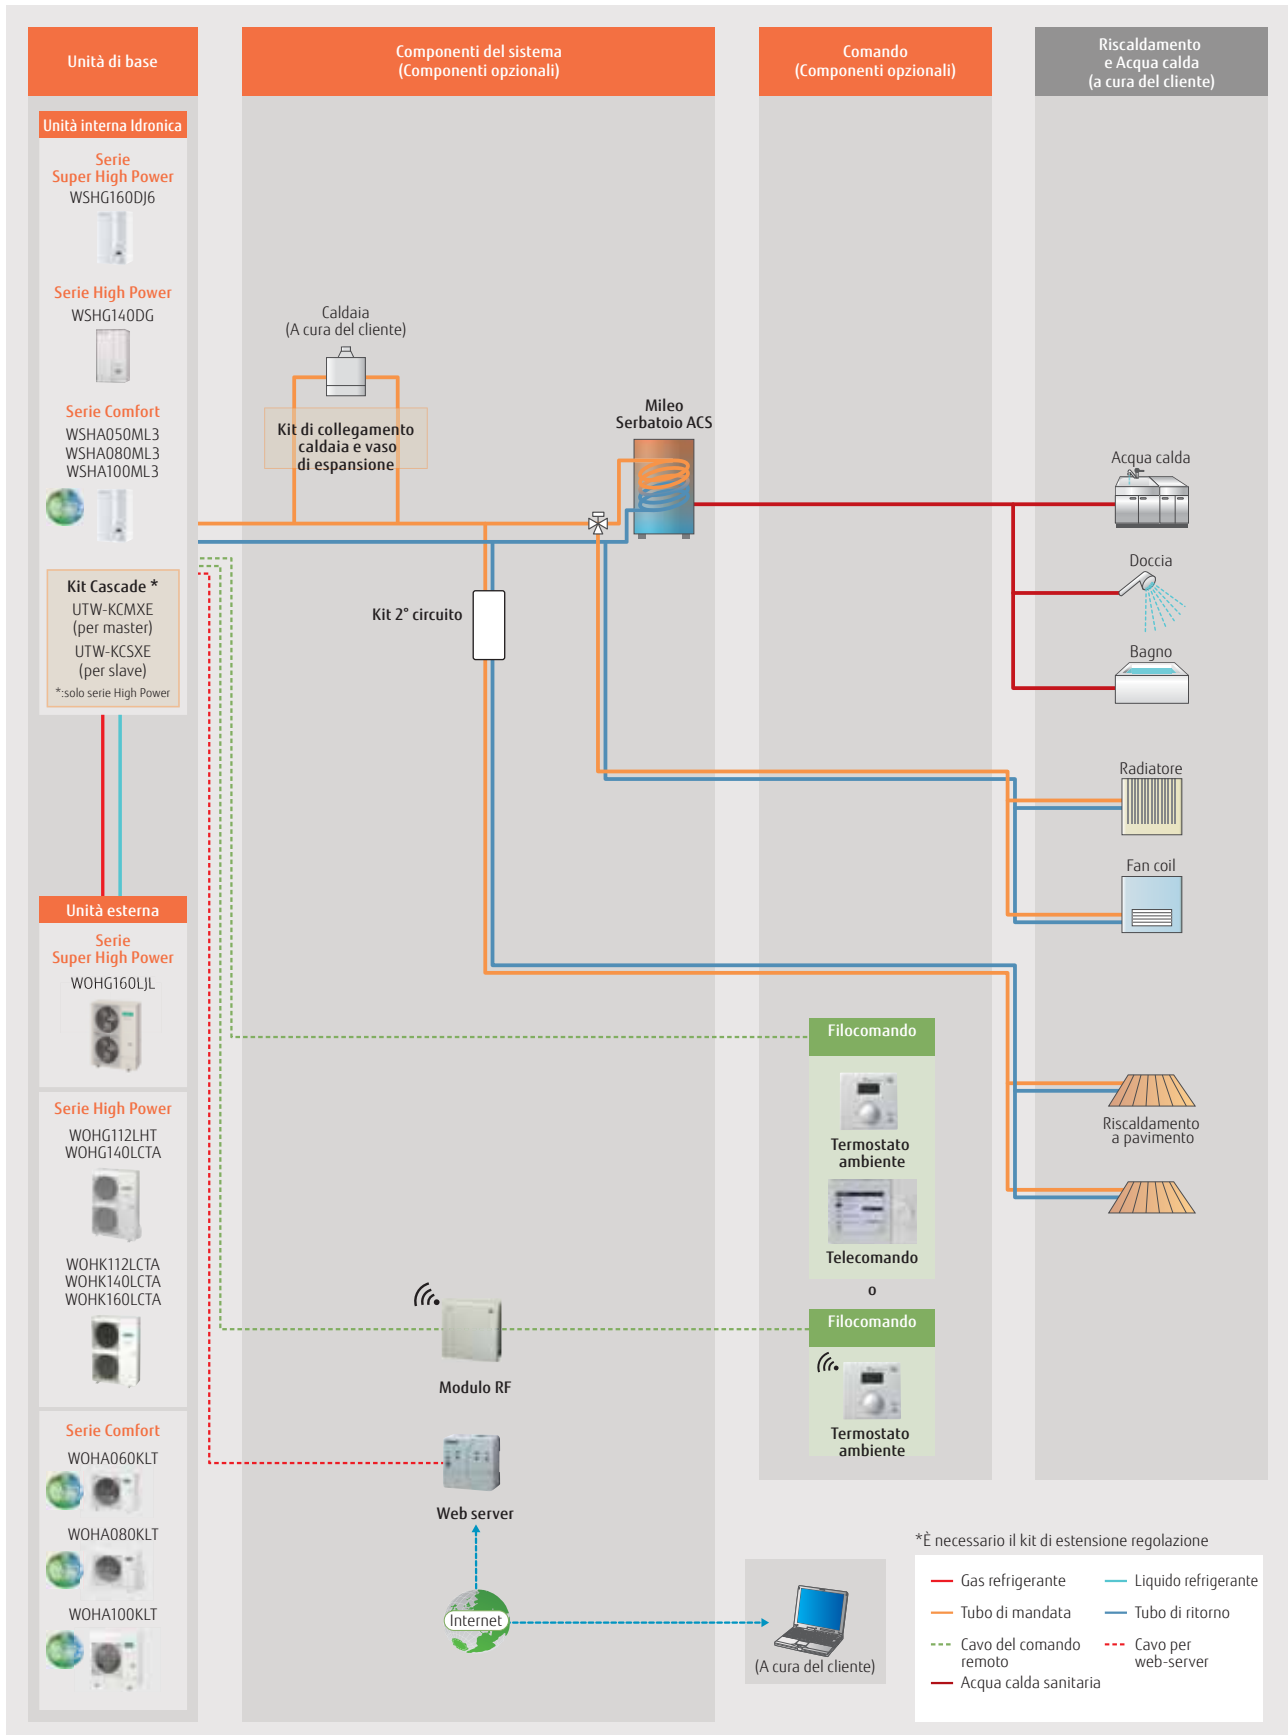 Unità di base
Componenti del sistema
(Componenti opzionali)
Comando
(Componenti opzionali)
Riscaldamento
e Acqua calda
(a cura del cliente)
Unità interna Idronica
Serie
Super High Power
WSHG160DJ6
Serie High Power
WSHG140DG
Serie Comfort
WSHA050ML3
WSHA080ML3
WSHA100ML3
Kit Cascade *
UTW-KCMXE
(per master)
UTW-KCSXE
(per slave)
*:solo serie High Power
Unità esterna
Serie
Super High Power
WOHG160LJL
Serie High Power
WOHG112LHT
WOHG140LCTA
WOHK112LCTA
WOHK140LCTA
WOHK160LCTA
Serie Comfort
WOHA060KLT
WOHA080KLT
WOHA100KLT
Caldaia
(A cura del cliente)
Kit di collegamento
caldaia e vaso
di espansione
Mileo
Serbatoio ACS
Kit 2° circuito
Modulo RF
Web server
Internet
(A cura del cliente)
Filocomando
Termostato
ambiente
Telecomando
o
Filocomando
Termostato
ambiente
Acqua calda
Doccia
Bagno
Radiatore
Fan coil
Riscaldamento
a pavimento
*È necessario il kit di estensione regolazione
Gas refrigerante
Liquido refrigerante
Tubo di mandata
Tubo di ritorno
Cavo del comando
remoto
Cavo per
web-server
Acqua calda sanitaria